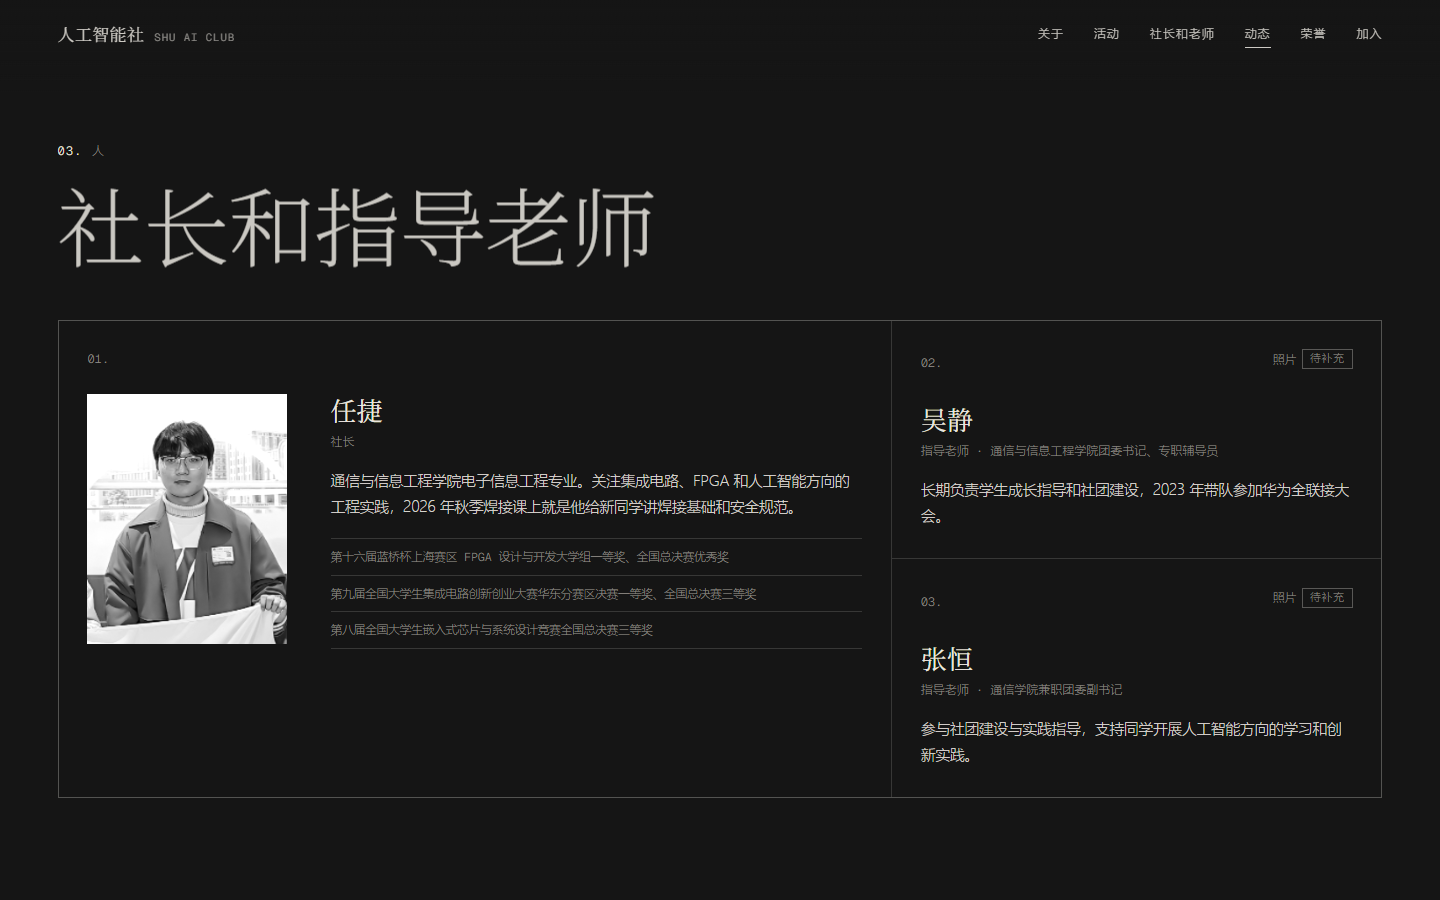 人工智能社 SHU AI CLUB
关于 活动 社长和老师 动态 荣誉 加入
03. 人
社长和指导老师
01.
任捷
社长
通信与信息工程学院电子信息工程专业。关注集成电路、FPGA 和人工智能方向的
工程实践，2026 年秋季焊接课上就是他给新同学讲焊接基础和安全规范。
第十六届蓝桥杯上海赛区 FPGA 设计与开发大学组一等奖、全国总决赛优秀奖
第九届全国大学生集成电路创新创业大赛华东分赛区决赛一等奖、全国总决赛三等奖
第八届全国大学生嵌入式芯片与系统设计竞赛全国总决赛三等奖
02.
照片 待补充
吴静
指导老师 · 通信与信息工程学院团委书记、专职辅导员
长期负责学生成长指导和社团建设，2023 年带队参加华为全联接大
会。
03.
照片 待补充
张恒
指导老师 · 通信学院兼职团委副书记
参与社团建设与实践指导，支持同学开展人工智能方向的学习和创
新实践。